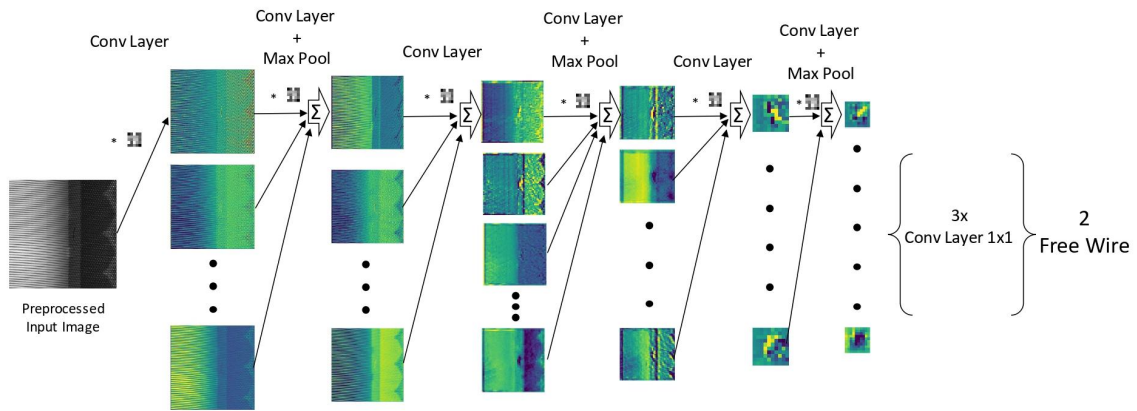 Conv Layer
Conv Layer
+
Max Pool
Conv Layer
Conv Layer
+
Max Pool
Conv Layer
Conv Layer
+
Max Pool
*
*
Σ
*
Σ
*
Σ
*
Σ
*
Σ
Preprocessed
Input Image
3x
Conv Layer 1x1
2
Free Wire